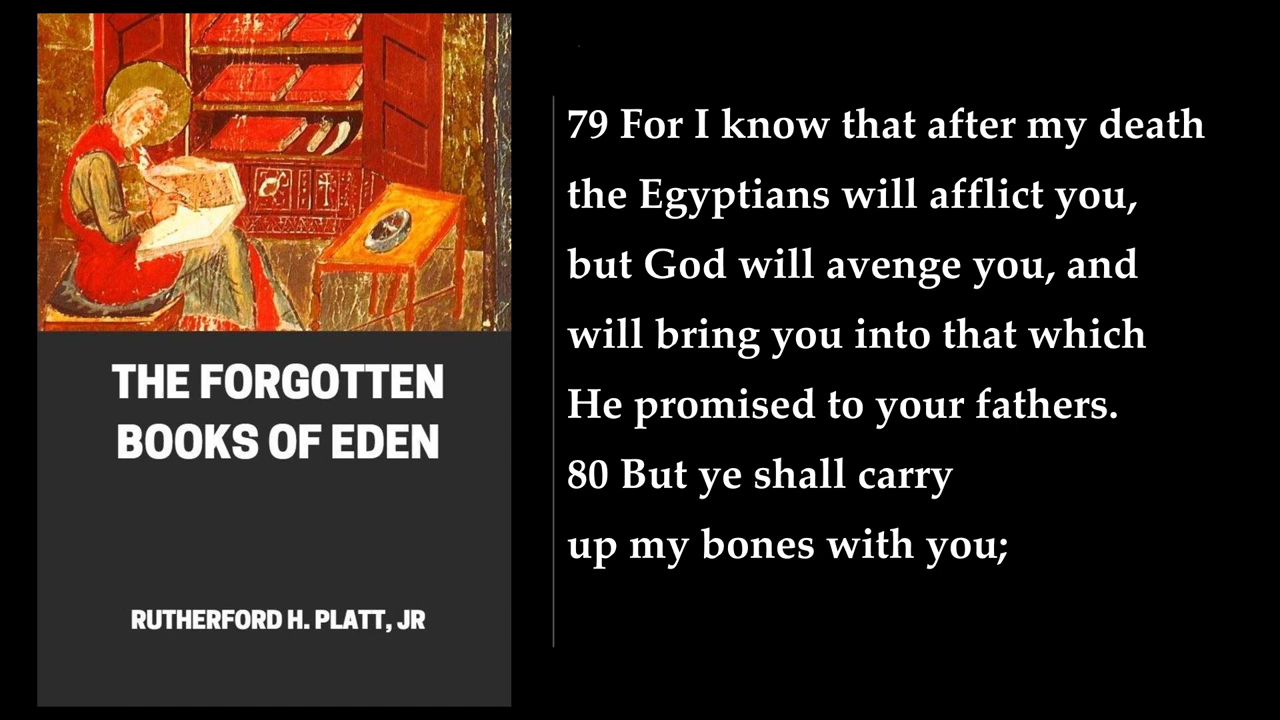 THE FORGOTTEN
BOOKS OF EDEN
RUTHERFORD H. PLATT, JR
79 For I know that after my death
the Egyptians will afflict you,
but God will avenge you, and
will bring you into that which
He promised to your fathers.
80 But ye shall carry
up my bones with you;